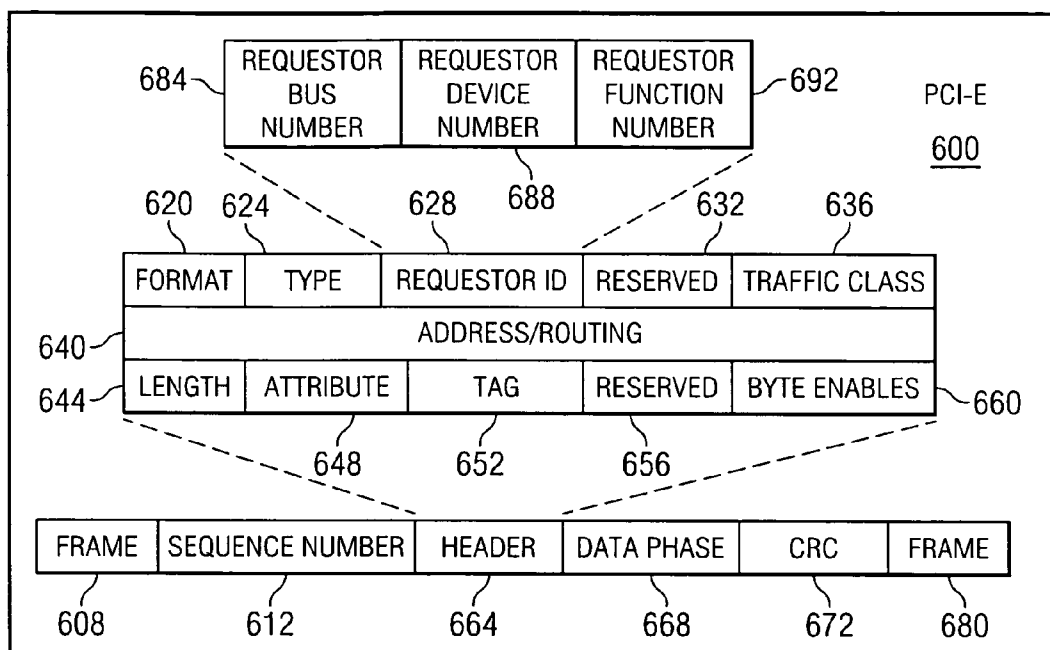 REQUESTOR BUS NUMBER
REQUESTOR DEVICE NUMBER
REQUESTOR FUNCTION NUMBER
684
692
688
PCI-E
600
620
624
628
632
636
FORMAT
TYPE
REQUESTOR ID
RESERVED
TRAFFIC CLASS
640
ADDRESS/ROUTING
644
LENGTH
ATTRIBUTE
TAG
RESERVED
BYTE ENABLES
660
648
652
656
FRAME
SEQUENCE NUMBER
HEADER
DATA PHASE
CRC
FRAME
608
612
664
668
672
680